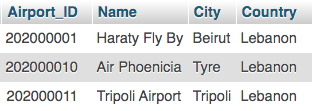 Airport_ID Name City Country
202000001 Haraty Fly By Beirut Lebanon
202000010 Air Phoenicia Tyre Lebanon
202000011 Tripoli Airport Tripoli Lebanon